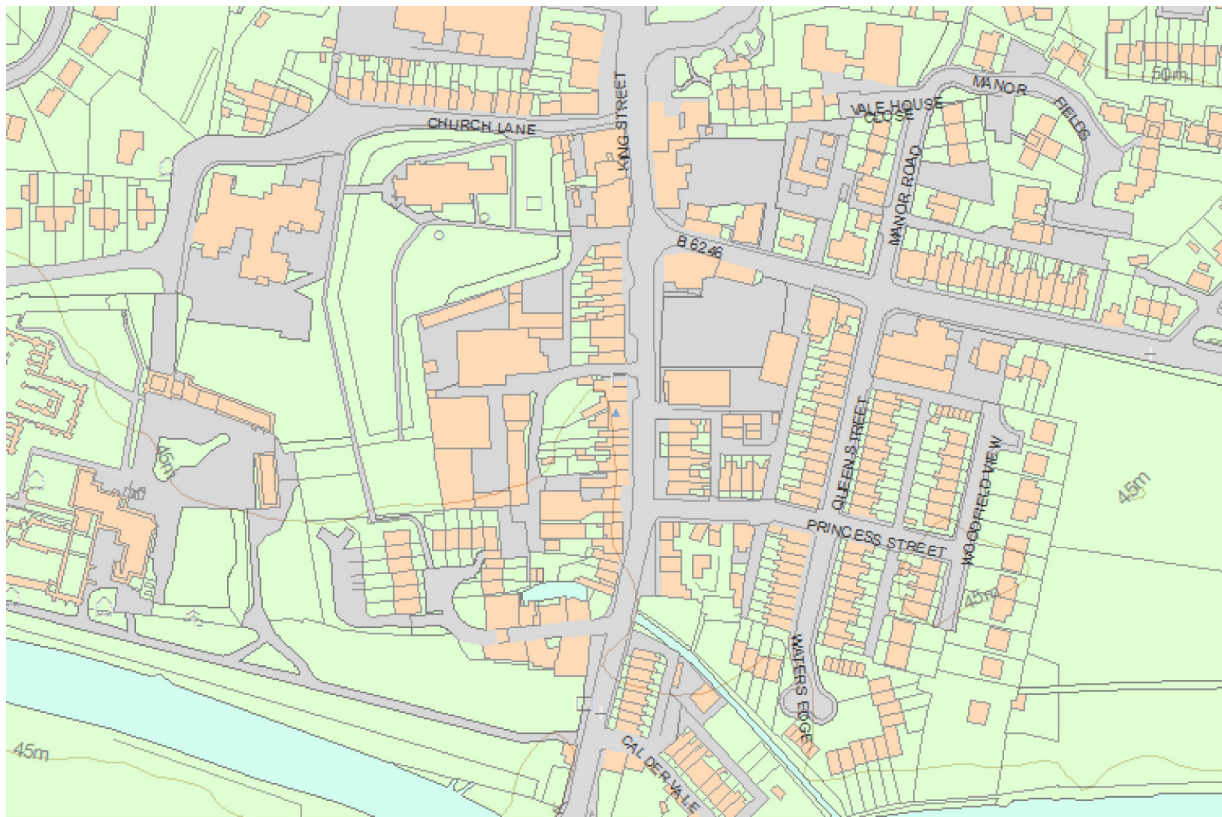 50m
MANOR
FIELDS
VALE HOUSE
CLOSE
CHURCH LANE
KING STREET
MANOR ROAD
B 6246
45m
QUEEN STREET
WOODFIELD VIEW
45m
PRINCESS STREET
45m
WATERS EDGE
45m
CALDER VALE